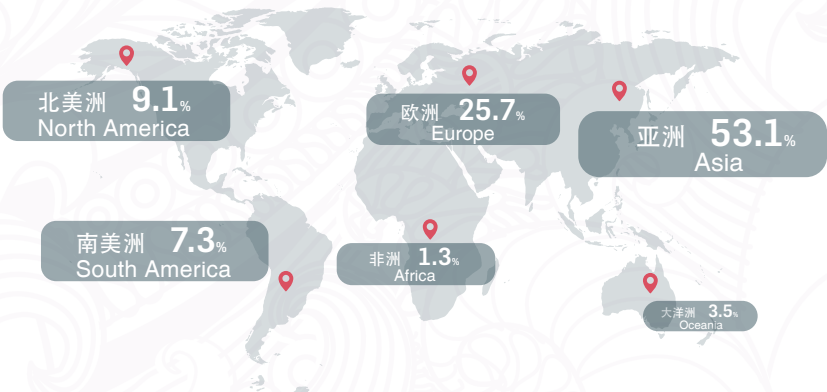 北美洲 9.1%
North America
欧洲 25.7%
Europe
亚洲 53.1%
Asia
南美洲 7.3%
South America
非洲 1.3%
Africa
大洋洲 3.5%
Oceania